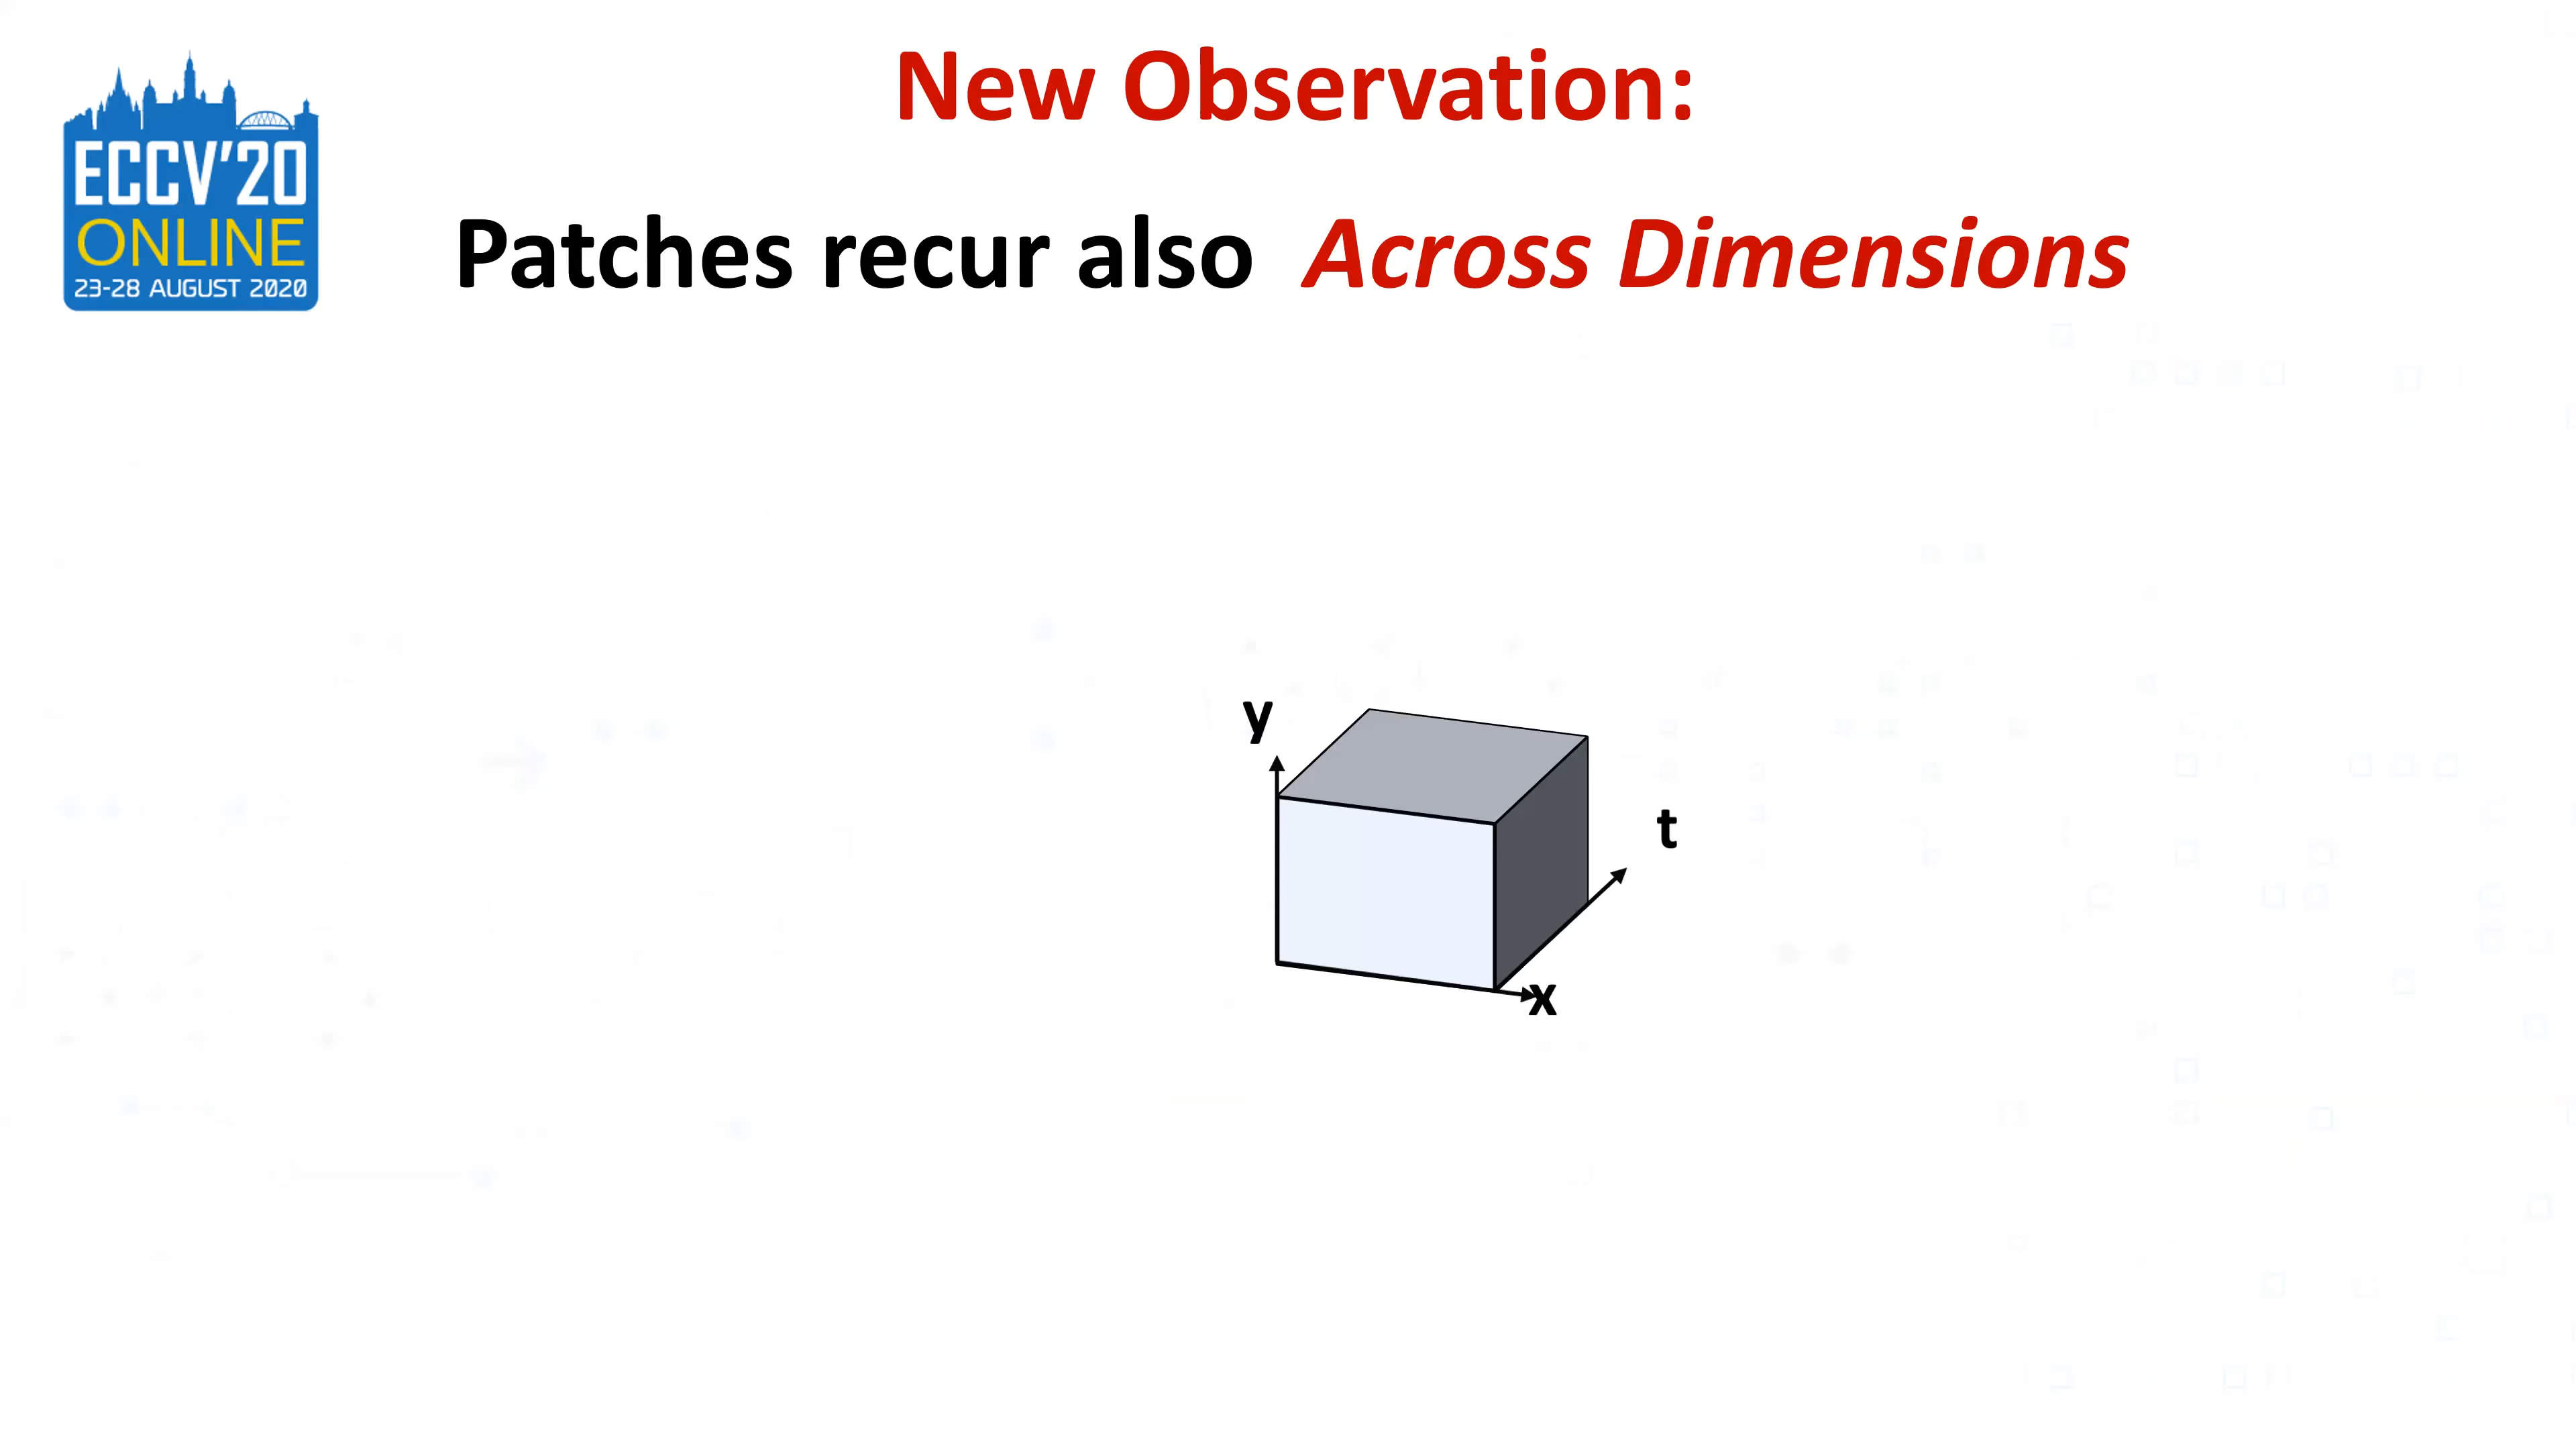 New Observation:
ECCV'20
ONLINE
23-28 AUGUST 2020
Patches recur also Across Dimensions
y
t
x